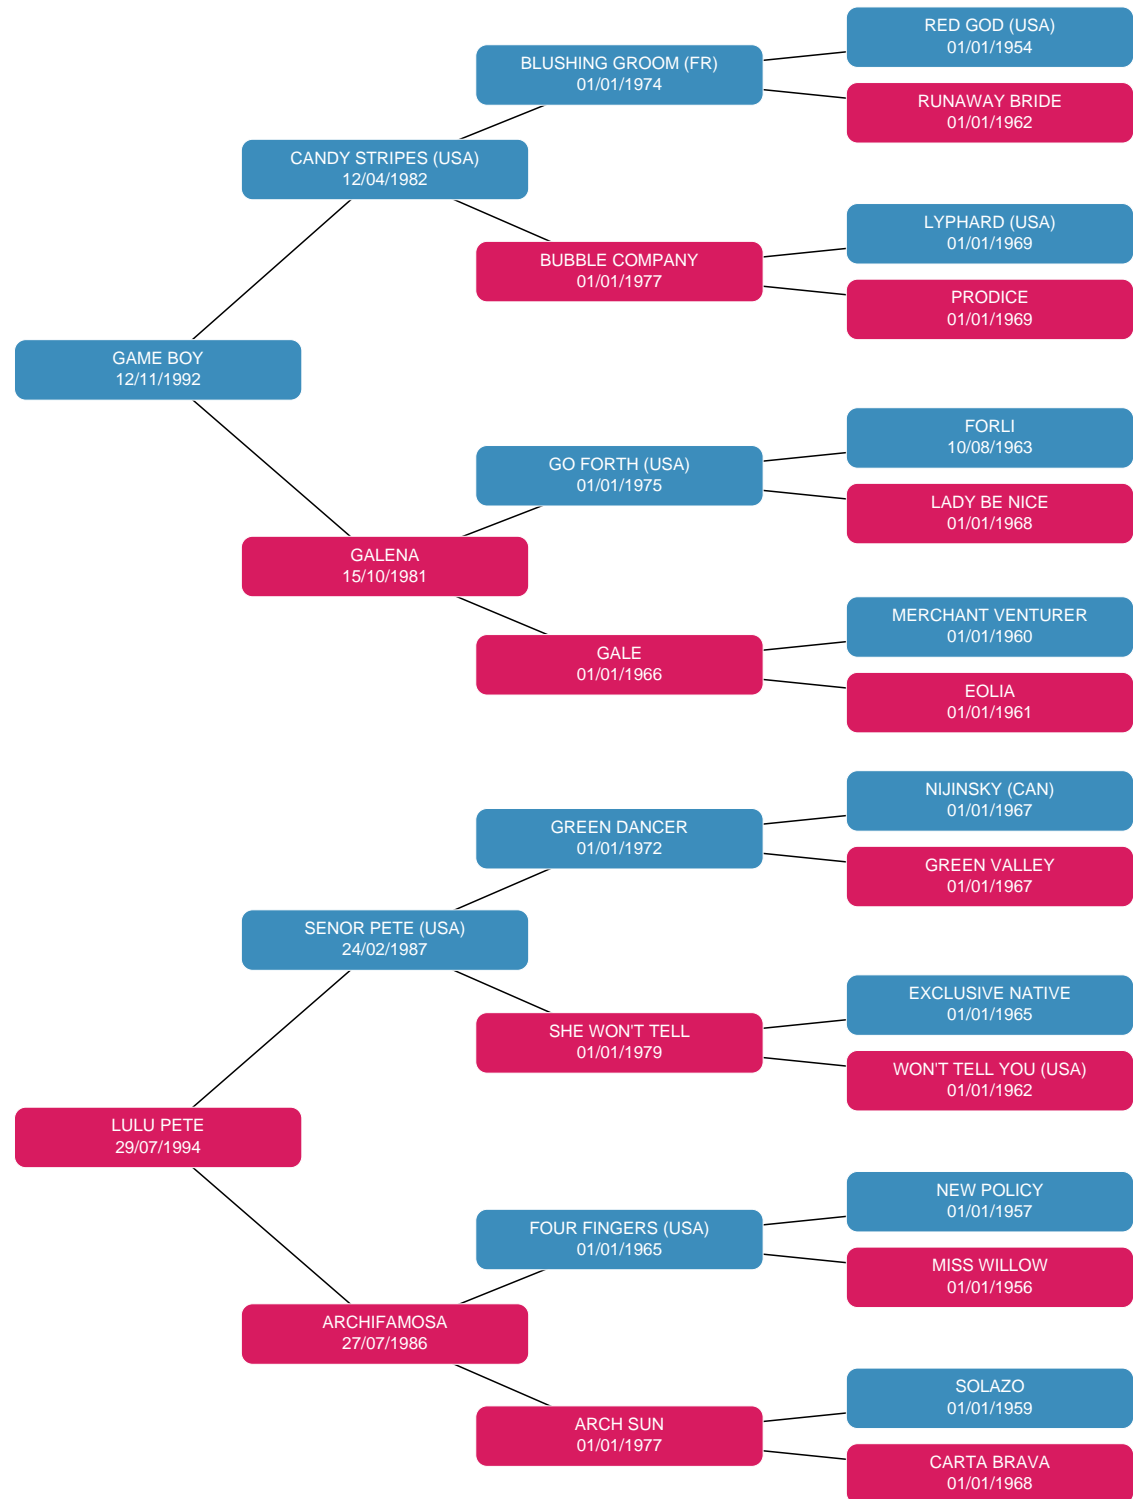 RED GOD (USA)
01/01/1954
BLUSHING GROOM (FR)
01/01/1974
RUNAWAY BRIDE
01/01/1962
CANDY STRIPES (USA)
12/04/1982
LYPHARD (USA)
01/01/1969
BUBBLE COMPANY
01/01/1977
PRODICE
01/01/1969
GAME BOY
12/11/1992
FORLI
10/08/1963
GO FORTH (USA)
01/01/1975
LADY BE NICE
01/01/1968
GALENA
15/10/1981
MERCHANT VENTURER
01/01/1960
GALE
01/01/1966
EOLIA
01/01/1961
NIJINSKY (CAN)
01/01/1967
GREEN DANCER
01/01/1972
GREEN VALLEY
01/01/1967
SENOR PETE (USA)
24/02/1987
EXCLUSIVE NATIVE
01/01/1965
SHE WON'T TELL
01/01/1979
WON'T TELL YOU (USA)
01/01/1962
LULU PETE
29/07/1994
NEW POLICY
01/01/1957
FOUR FINGERS (USA)
01/01/1965
MISS WILLOW
01/01/1956
ARCHIFAMOSA
27/07/1986
SOLAZO
01/01/1959
ARCH SUN
01/01/1977
CARTA BRAVA
01/01/1968